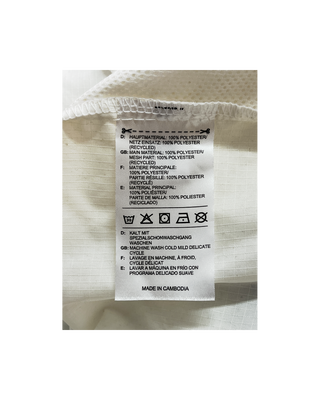 D: HAUPTMATERIAL: 100% POLYESTER/
NETZ EINSATZ: 100% POLYESTER
(RECYCELT)
GB: MAIN MATERIAL: 100% POLYESTER/
MESH PART: 100% POLYESTER
(RECYCLED)
F: MATIERE PRINCIPALE:
100% POLYESTER/
PARTIE RÉSILLE: 100% POLYESTER
(RECYCLÉ)
E: MATERIAL PRINCIPAL:
100% POLIÉSTER/
PARTE DE MALLA: 100% POLIÉSTER
(RECICLADO)
D: KALT MIT
SPEZIALSCHONWASCHGANG
WASCHEN
GB: MACHINE WASH COLD MILD DELICATE
CYCLE
F: LAVAGE EN MACHINE, À FROID,
CYCLE DÉLICAT
E: LAVAR A MÁQUINA EN FRÍO CON
PROGRAMA DELICADO SUAVE
MADE IN CAMBODIA